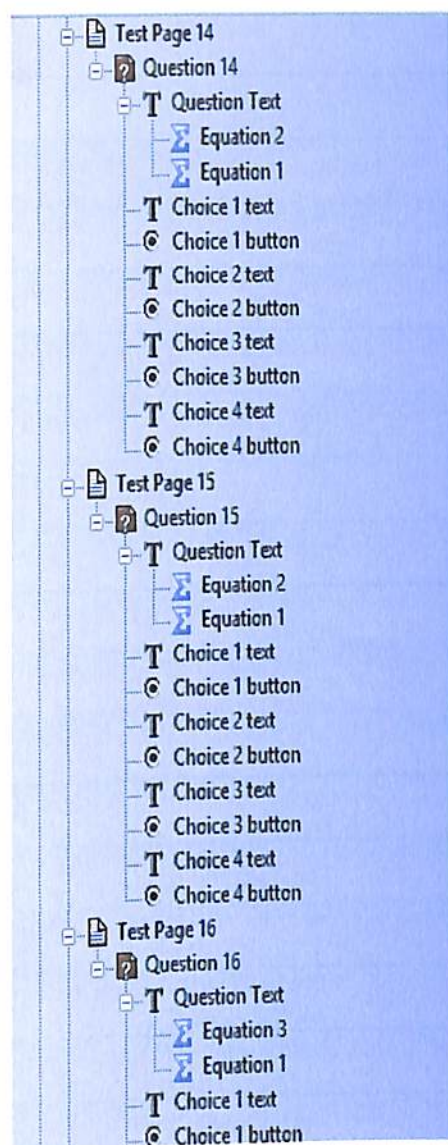 Test Page 14
Question 14
Question Text
Equation 2
Equation 1
Choice 1 text
Choice 1 button
Choice 2 text
Choice 2 button
Choice 3 text
Choice 3 button
Choice 4 text
Choice 4 button
Test Page 15
Question 15
Question Text
Equation 2
Equation 1
Choice 1 text
Choice 1 button
Choice 2 text
Choice 2 button
Choice 3 text
Choice 3 button
Choice 4 text
Choice 4 button
Test Page 16
Question 16
Question Text
Equation 3
Equation 1
Choice 1 text
Choice 1 button